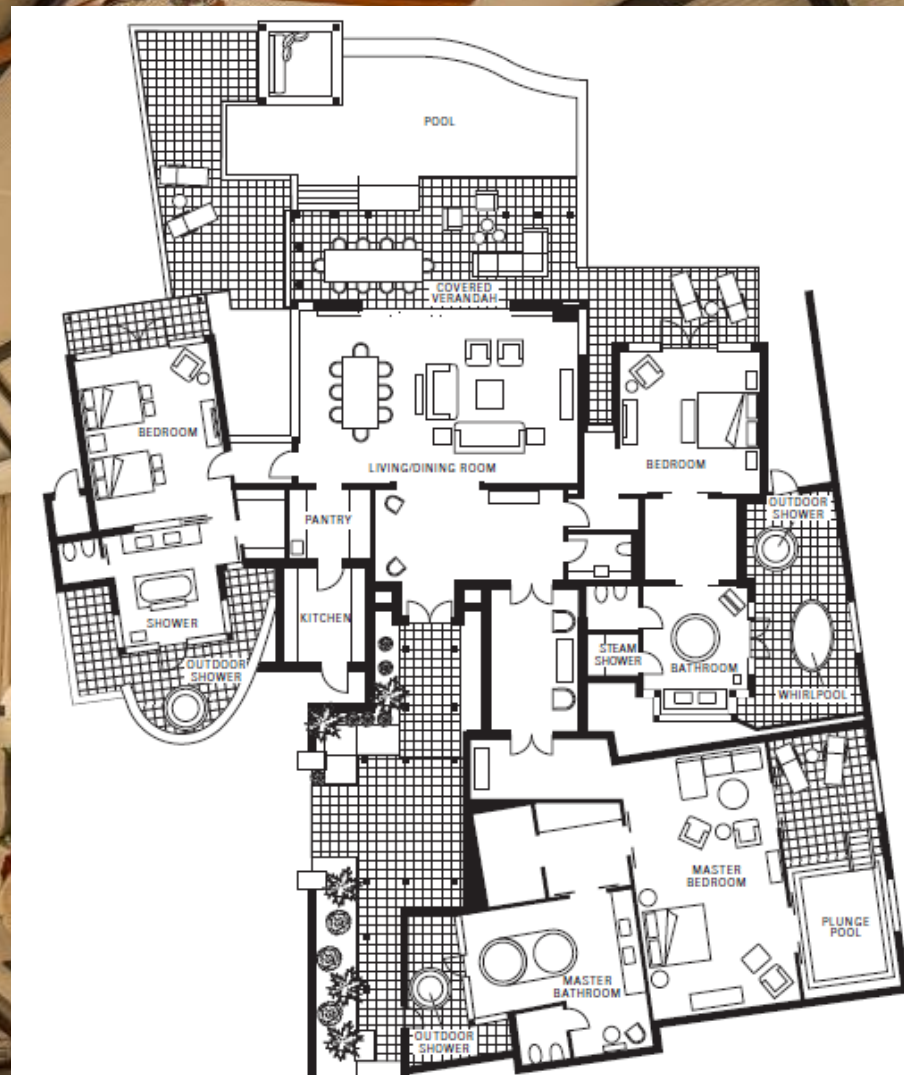 POOL
COVERED
VERANDAH
BEDROOM
LIVING/DINING ROOM
BEDROOM
PANTRY
OUTDOOR
SHOWER
KITCHEN
SHOWER
STEAM
SHOWER
BATHROOM
OUTDOOR
SHOWER
WHIRLPOOL
MASTER
BEDROOM
PLUNGE
POOL
MASTER
BATHROOM
OUTDOOR
SHOWER